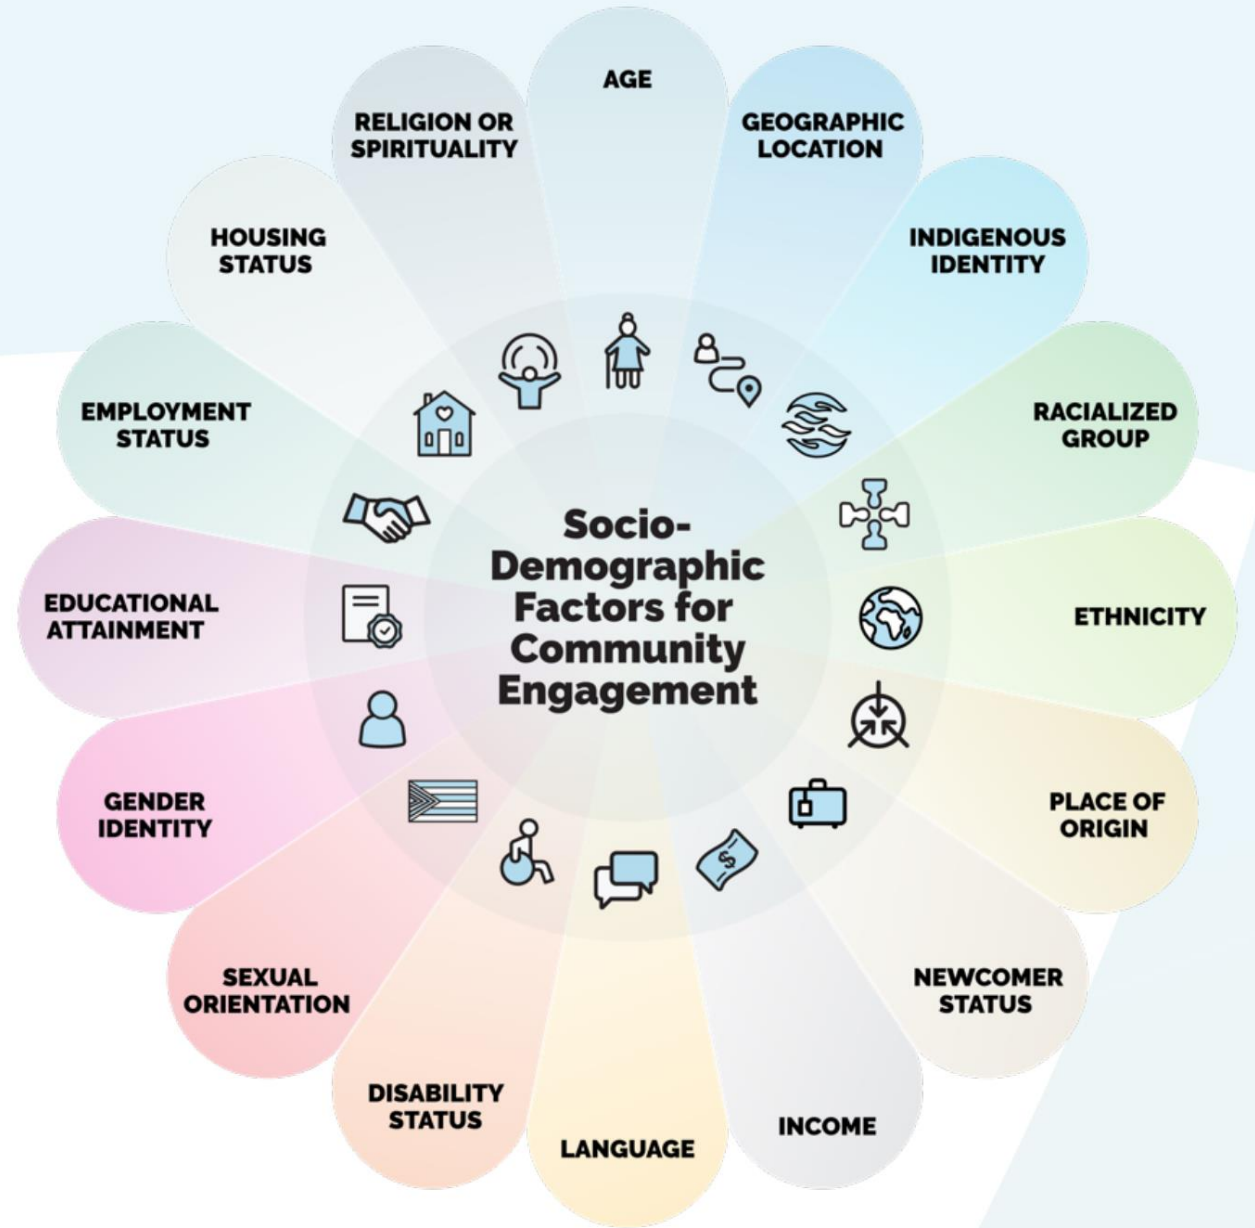 AGE
GEOGRAPHIC
LOCATION
INDIGENOUS
IDENTITY
RACIALIZED
GROUP
ETHNICITY
PLACE OF
ORIGIN
NEWCOMER
STATUS
INCOME
LANGUAGE
DISABILITY
STATUS
SEXUAL
ORIENTATION
GENDER
IDENTITY
EDUCATIONAL
ATTAINMENT
EMPLOYMENT
STATUS
HOUSING
STATUS
RELIGION OR
SPIRITUALITY
Socio-
Demographic
Factors for
Community
Engagement
$